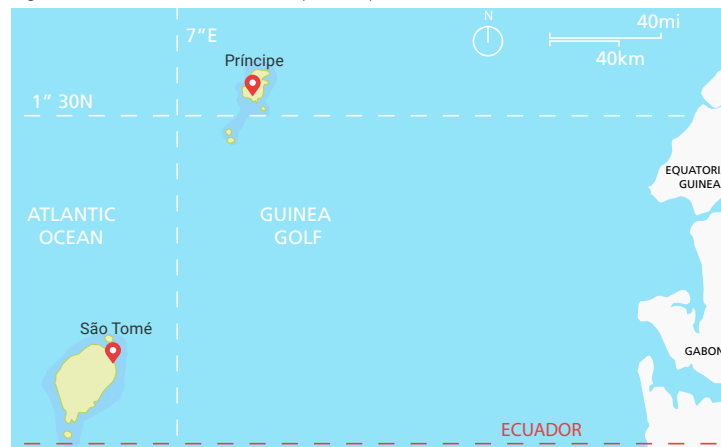 N
40mi
40km
7”E
Príncipe
1” 30N
EQUATORI
GUINEA
ATLANTIC
OCEAN
GUINEA
GOLF
São Tomé
GABON
ECUADOR